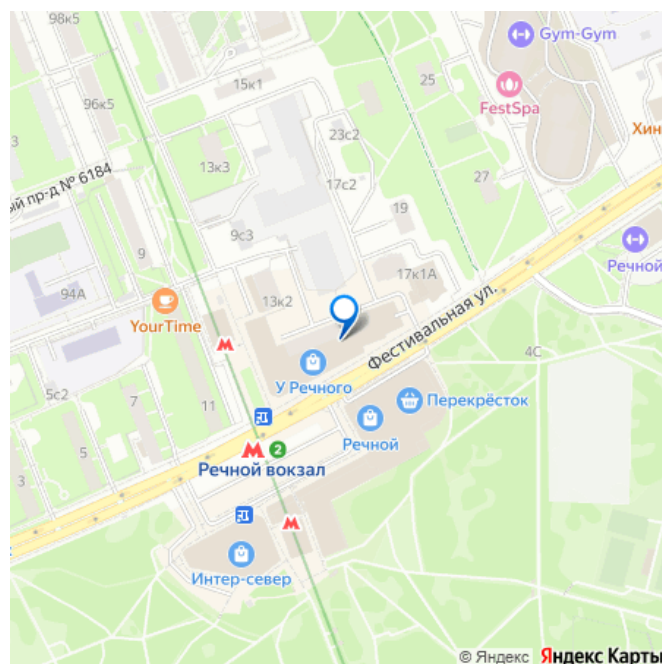 98к5
Gym-Gym
15к1
25
96к5
FestSpa
23с2
Хин
3
13к3
ый пр-д № 6184
17с2
27
19
9с3
9
Речной
17к1А
94А
13к2
YourTime
Фестивальная ул.
4С
У Речного
5с2
7
11
Перекрёсток
Речной
2
Речной вокзал
3
5
Интер-север
© Яндекс Яндекс Карты